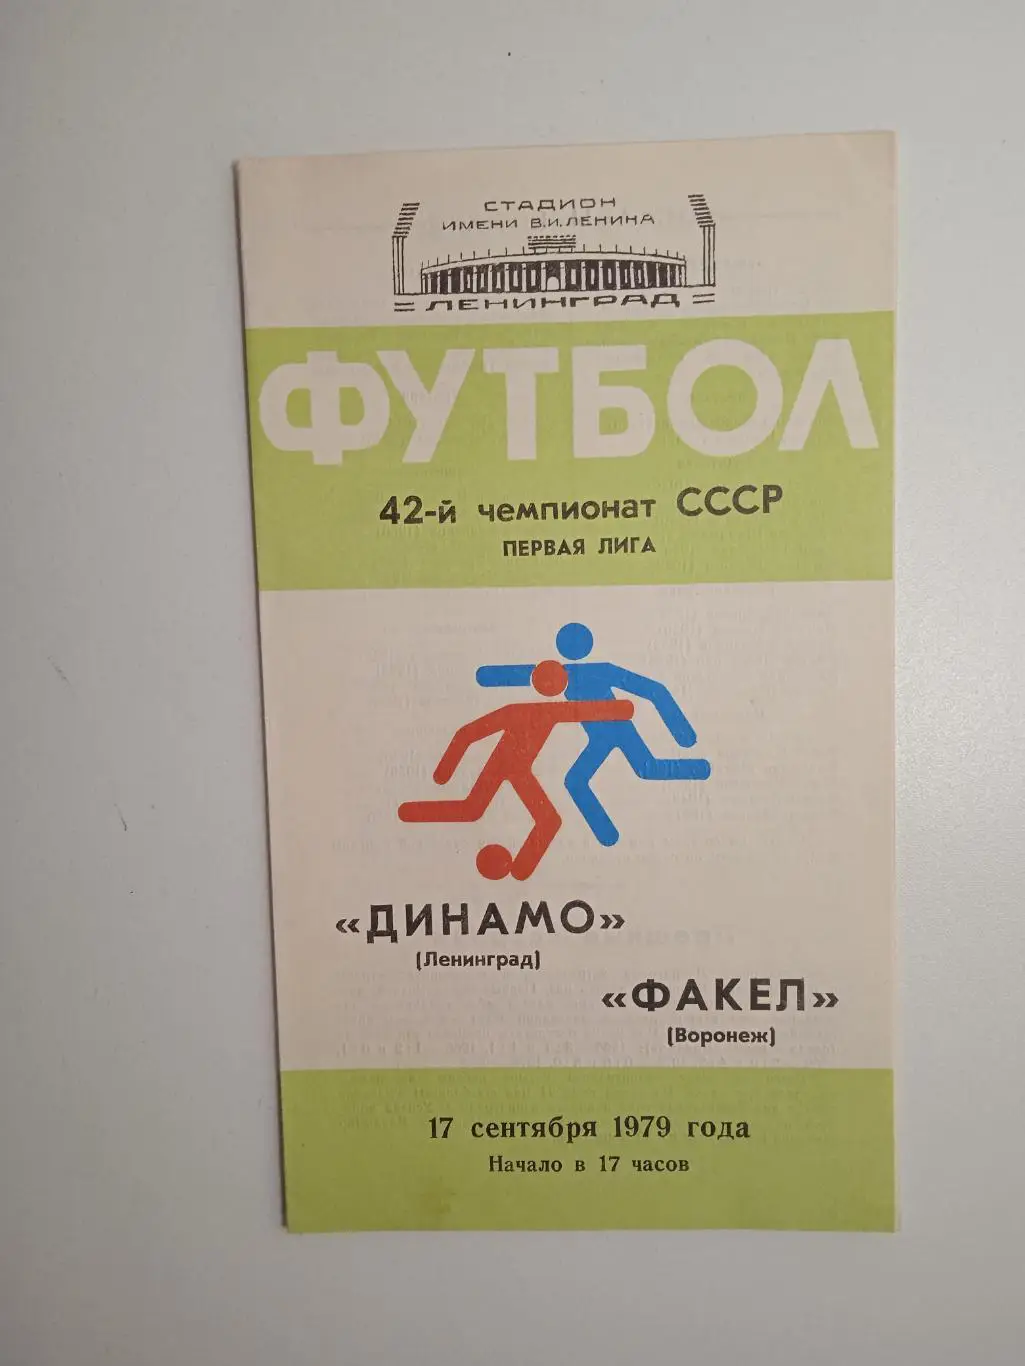 СТАДИОН
ИМЕНИ В.И.ЛЕНИНА
ЛЕНИНГРАД
ФУТБОЛ
42-й чемпионат СССР
ПЕРВАЯ ЛИГА
«ДИНАМО»
(Ленинград)
«ФАКЕЛ»
(Воронеж)
17 сентября 1979 года
Начало в 17 часов